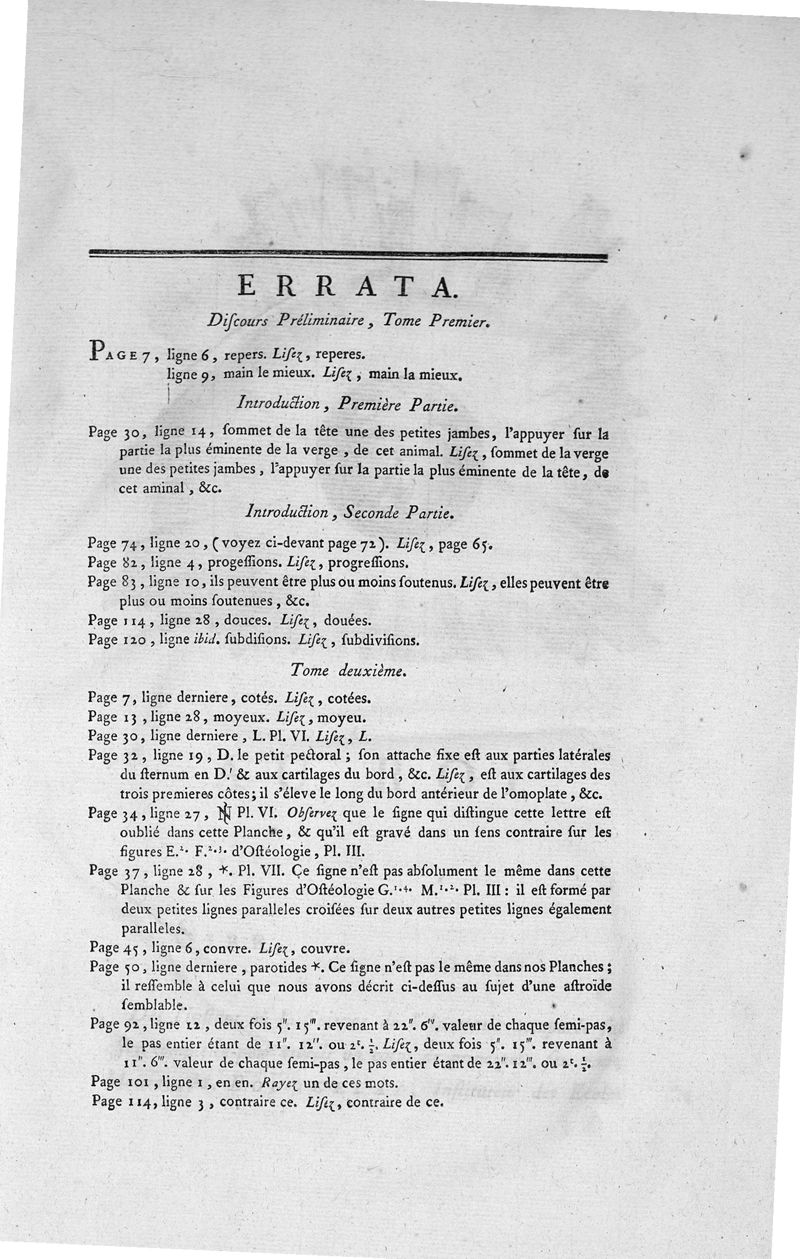 ERRATA.
Diſcours Préliminaire, Tome Premier.
PAGE 7, ligne 6, repers. Liſez, reperes.
ligne 9, main le mieux. Liſez, main la mieux.
Introduction, Première Partie.
Page 30, ligne 14, ſommet de la tête une des petites jambes, l'appuyer ſur la
partie la plus éminente de la verge, de cet animal. Liſez, ſommet de la verge
une des petites jambes, l'appuyer ſur la partie la plus éminente de la tête, de
cet aminal, &c.
Introduction, Seconde Partie.
Page 74, ligne 20, (voyez ci-devant page 72). Liſez, page 65.
Page 82, ligne 4, progeſſions. Liſez, progreſſions.
Page 83, ligne 10, ils peuvent être plus ou moins ſoutenus. Liſez, elles peuvent être
plus ou moins ſoutenues, &c.
Page 114, ligne 28, douces. Liſez, douées.
Page 120, ligne ibid. ſubdiſions. Liſez, ſubdiviſions.
Tome deuxième.
Page 7, ligne derniere, cotés. Liſez, cotées.
Page 13, ligne 28, moyeux. Liſez, moyeu.
Page 30, ligne derniere, L. Pl. VI. Liſez, L.
Page 32, ligne 19, D. le petit pectoral; ſon attache fixe eſt aux parties latérales
du ſternum en D.' & aux cartilages du bord, &c. Liſez, eſt aux cartilages des
trois premieres côtes; il s'éleve le long du bord antérieur de l'omoplate, &c.
Page 34, ligne 27, N Pl. VI. Obſervez que le ſigne qui diſtingue cette lettre eſt
oublié dans cette Planche, & qu'il eſt gravé dans un ſens contraire ſur les
figures E.2. F.2.3. d'Oſtéologie, Pl. III.
Page 37, ligne 28, *. Pl. VII. Ce ſigne n'eſt pas abſolument le même dans cette
Planche & ſur les Figures d'Oſtéologie G.1.4. M.1.2. Pl. III: il eſt formé par
deux petites lignes paralleles croiſées ſur deux autres petites lignes également
paralleles.
Page 45, ligne 6, convre. Liſez, couvre.
Page 50, ligne derniere, parotides *. Ce ſigne n'eſt pas le même dans nos Planches;
il reſſemble à celui que nous avons décrit ci-deſſus au ſujet d'une aſtroïde
ſemblable.
Page 92, ligne 12, deux fois 5". 15"'. revenant à 22". 6"'. valeur de chaque ſemi-pas,
le pas entier étant de 11". 12". ou 2ᵗ. ½. Liſez, deux fois 5". 15"'. revenant à
11". 6"'. valeur de chaque ſemi-pas, le pas entier étant de 22". 12"'. ou 2ᵗ. ½.
Page 101, ligne 1, en en. Rayez un de ces mots.
Page 114, ligne 3, contraire ce. Liſez, contraire de ce.